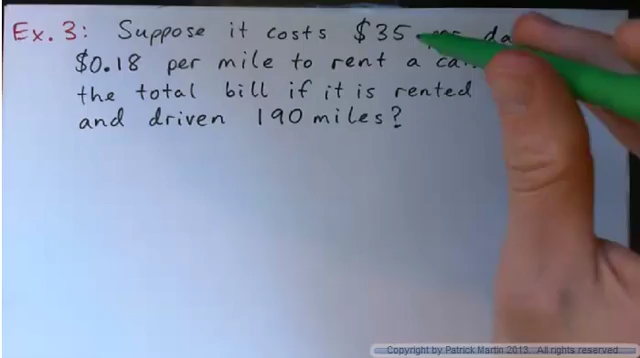 Ex. 3: Suppose it costs $35
$0.18 per mile to rent a
the total bill if it is rented
and driven 190 miles?
Copyright by Patrick Martin 2013. All rights reserved